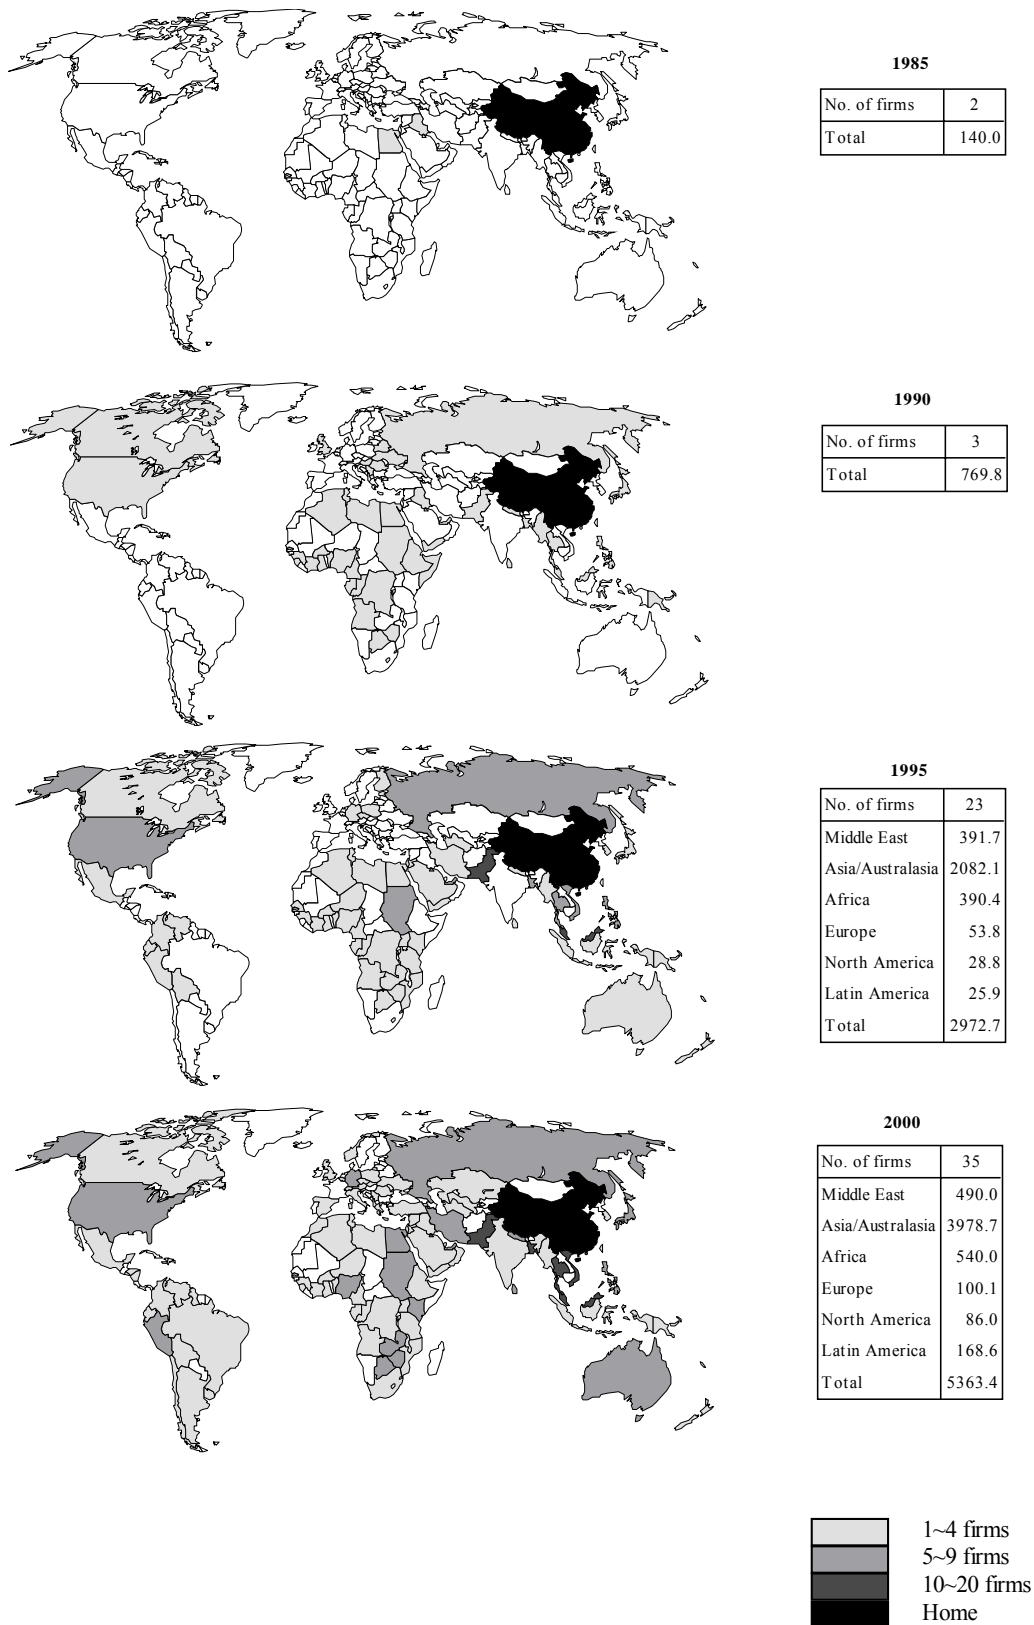 1985
No. of firms 2
Total 140.0
1990
No. of firms 3
Total 769.8
1995
No. of firms 23
Middle East 391.7
Asia/Australasia 2082.1
Africa 390.4
Europe 53.8
North America 28.8
Latin America 25.9
Total 2972.7
2000
No. of firms 35
Middle East 490.0
Asia/Australasia 3978.7
Africa 540.0
Europe 100.1
North America 86.0
Latin America 168.6
Total 5363.4
1~4 firms
5~9 firms
10~20 firms
Home